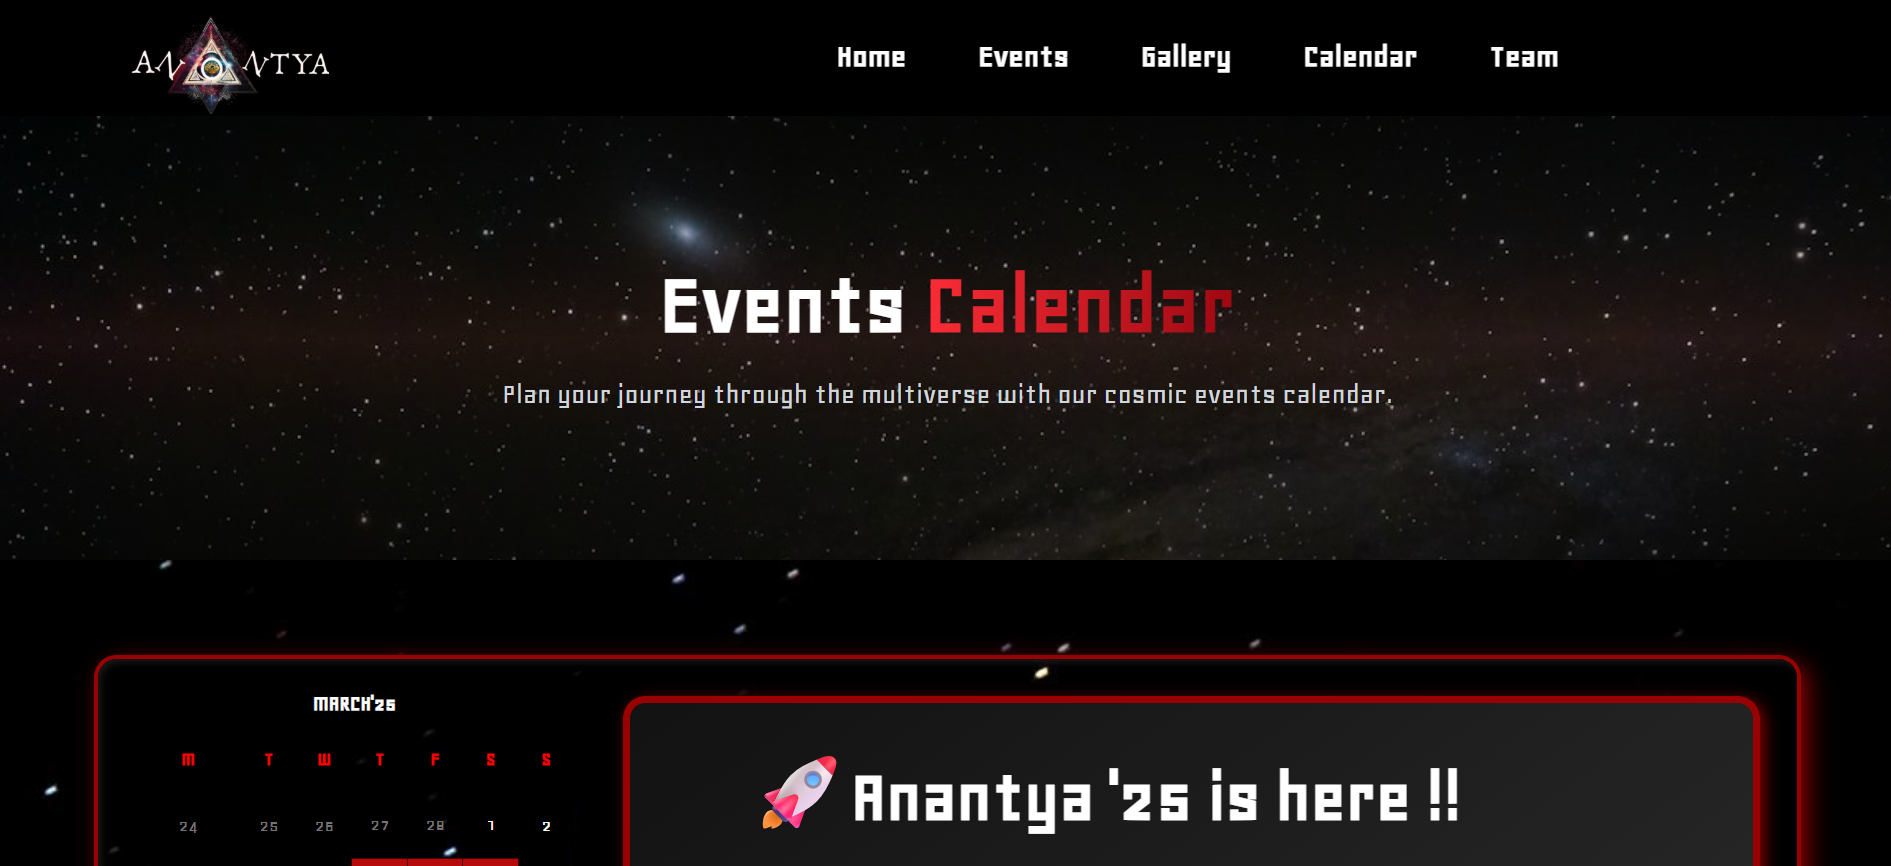 ANANTYA
Home Events Gallery Calendar Team
Events Calendar
Plan your journey through the multiverse with our cosmic events calendar.
MARCH'25
M T W T F S S
24 25 26 27 28 1 2
🚀 Anantya '25 is here !!